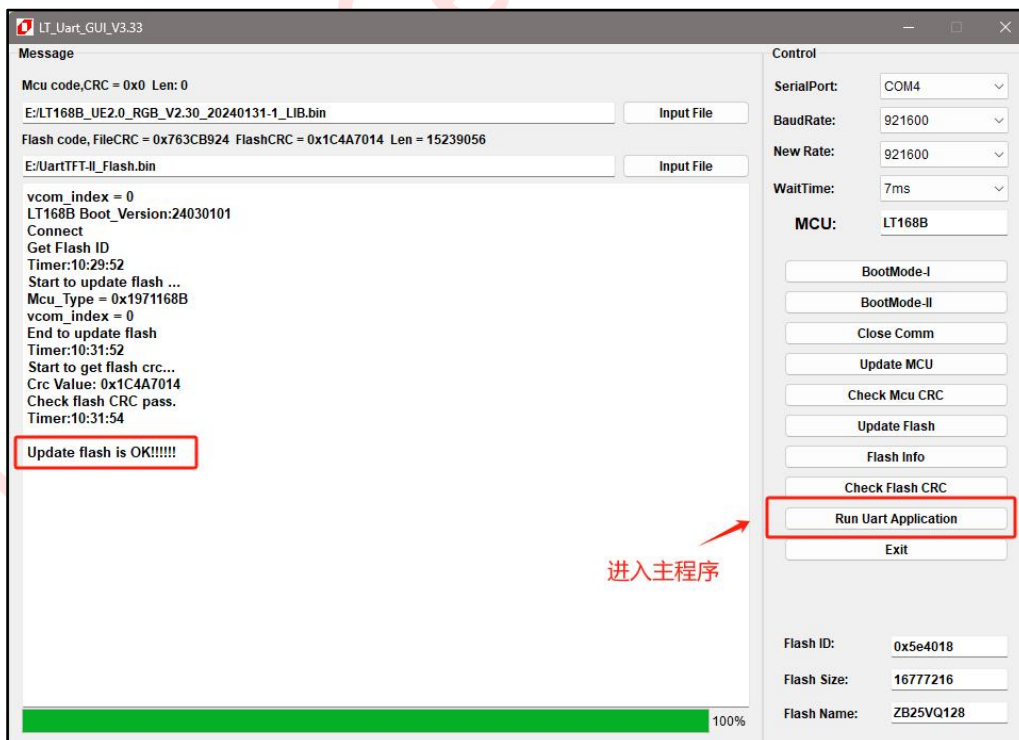 LT_Uart_GUI_V3.33
Message
Mcu code,CRC = 0x0 Len: 0
E:/LT168B_UE2.0_RGB_V2.30_20240131-1_LIB.bin
Input File
Flash code, FileCRC = 0x763CB924 FlashCRC = 0x1C4A7014 Len = 15239056
E:/UartTFT-II_Flash.bin
Input File
vcom_index = 0
LT168B Boot_Version:24030101
Connect
Get Flash ID
Timer:10:29:52
Start to update flash ...
Mcu_Type = 0x1971168B
vcom_index = 0
End to update flash
Timer:10:31:52
Start to get flash crc...
Crc Value: 0x1C4A7014
Check flash CRC pass.
Timer:10:31:54
Update flash is OK!!!!!!
进入主程序
100%
Control
SerialPort: COM4
BaudRate: 921600
New Rate: 921600
WaitTime: 7ms
MCU: LT168B
BootMode-I
BootMode-II
Close Comm
Update MCU
Check Mcu CRC
Update Flash
Flash Info
Check Flash CRC
Run Uart Application
Exit
Flash ID: 0x5e4018
Flash Size: 16777216
Flash Name: ZB25VQ128